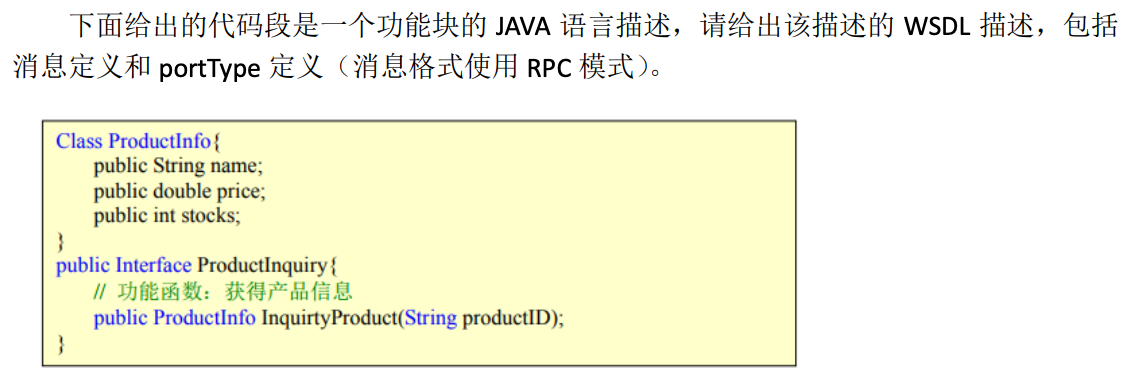 下面给出的代码段是一个功能块的 JAVA 语言描述，请给出该描述的 WSDL 描述，包括
消息定义和 portType 定义（消息格式使用 RPC 模式）。
Class ProductInfo{
public String name;
public double price;
public int stocks;
}
public Interface ProductInquiry{
// 功能函数：获得产品信息
public ProductInfo InquirtyProduct(String productID);
}